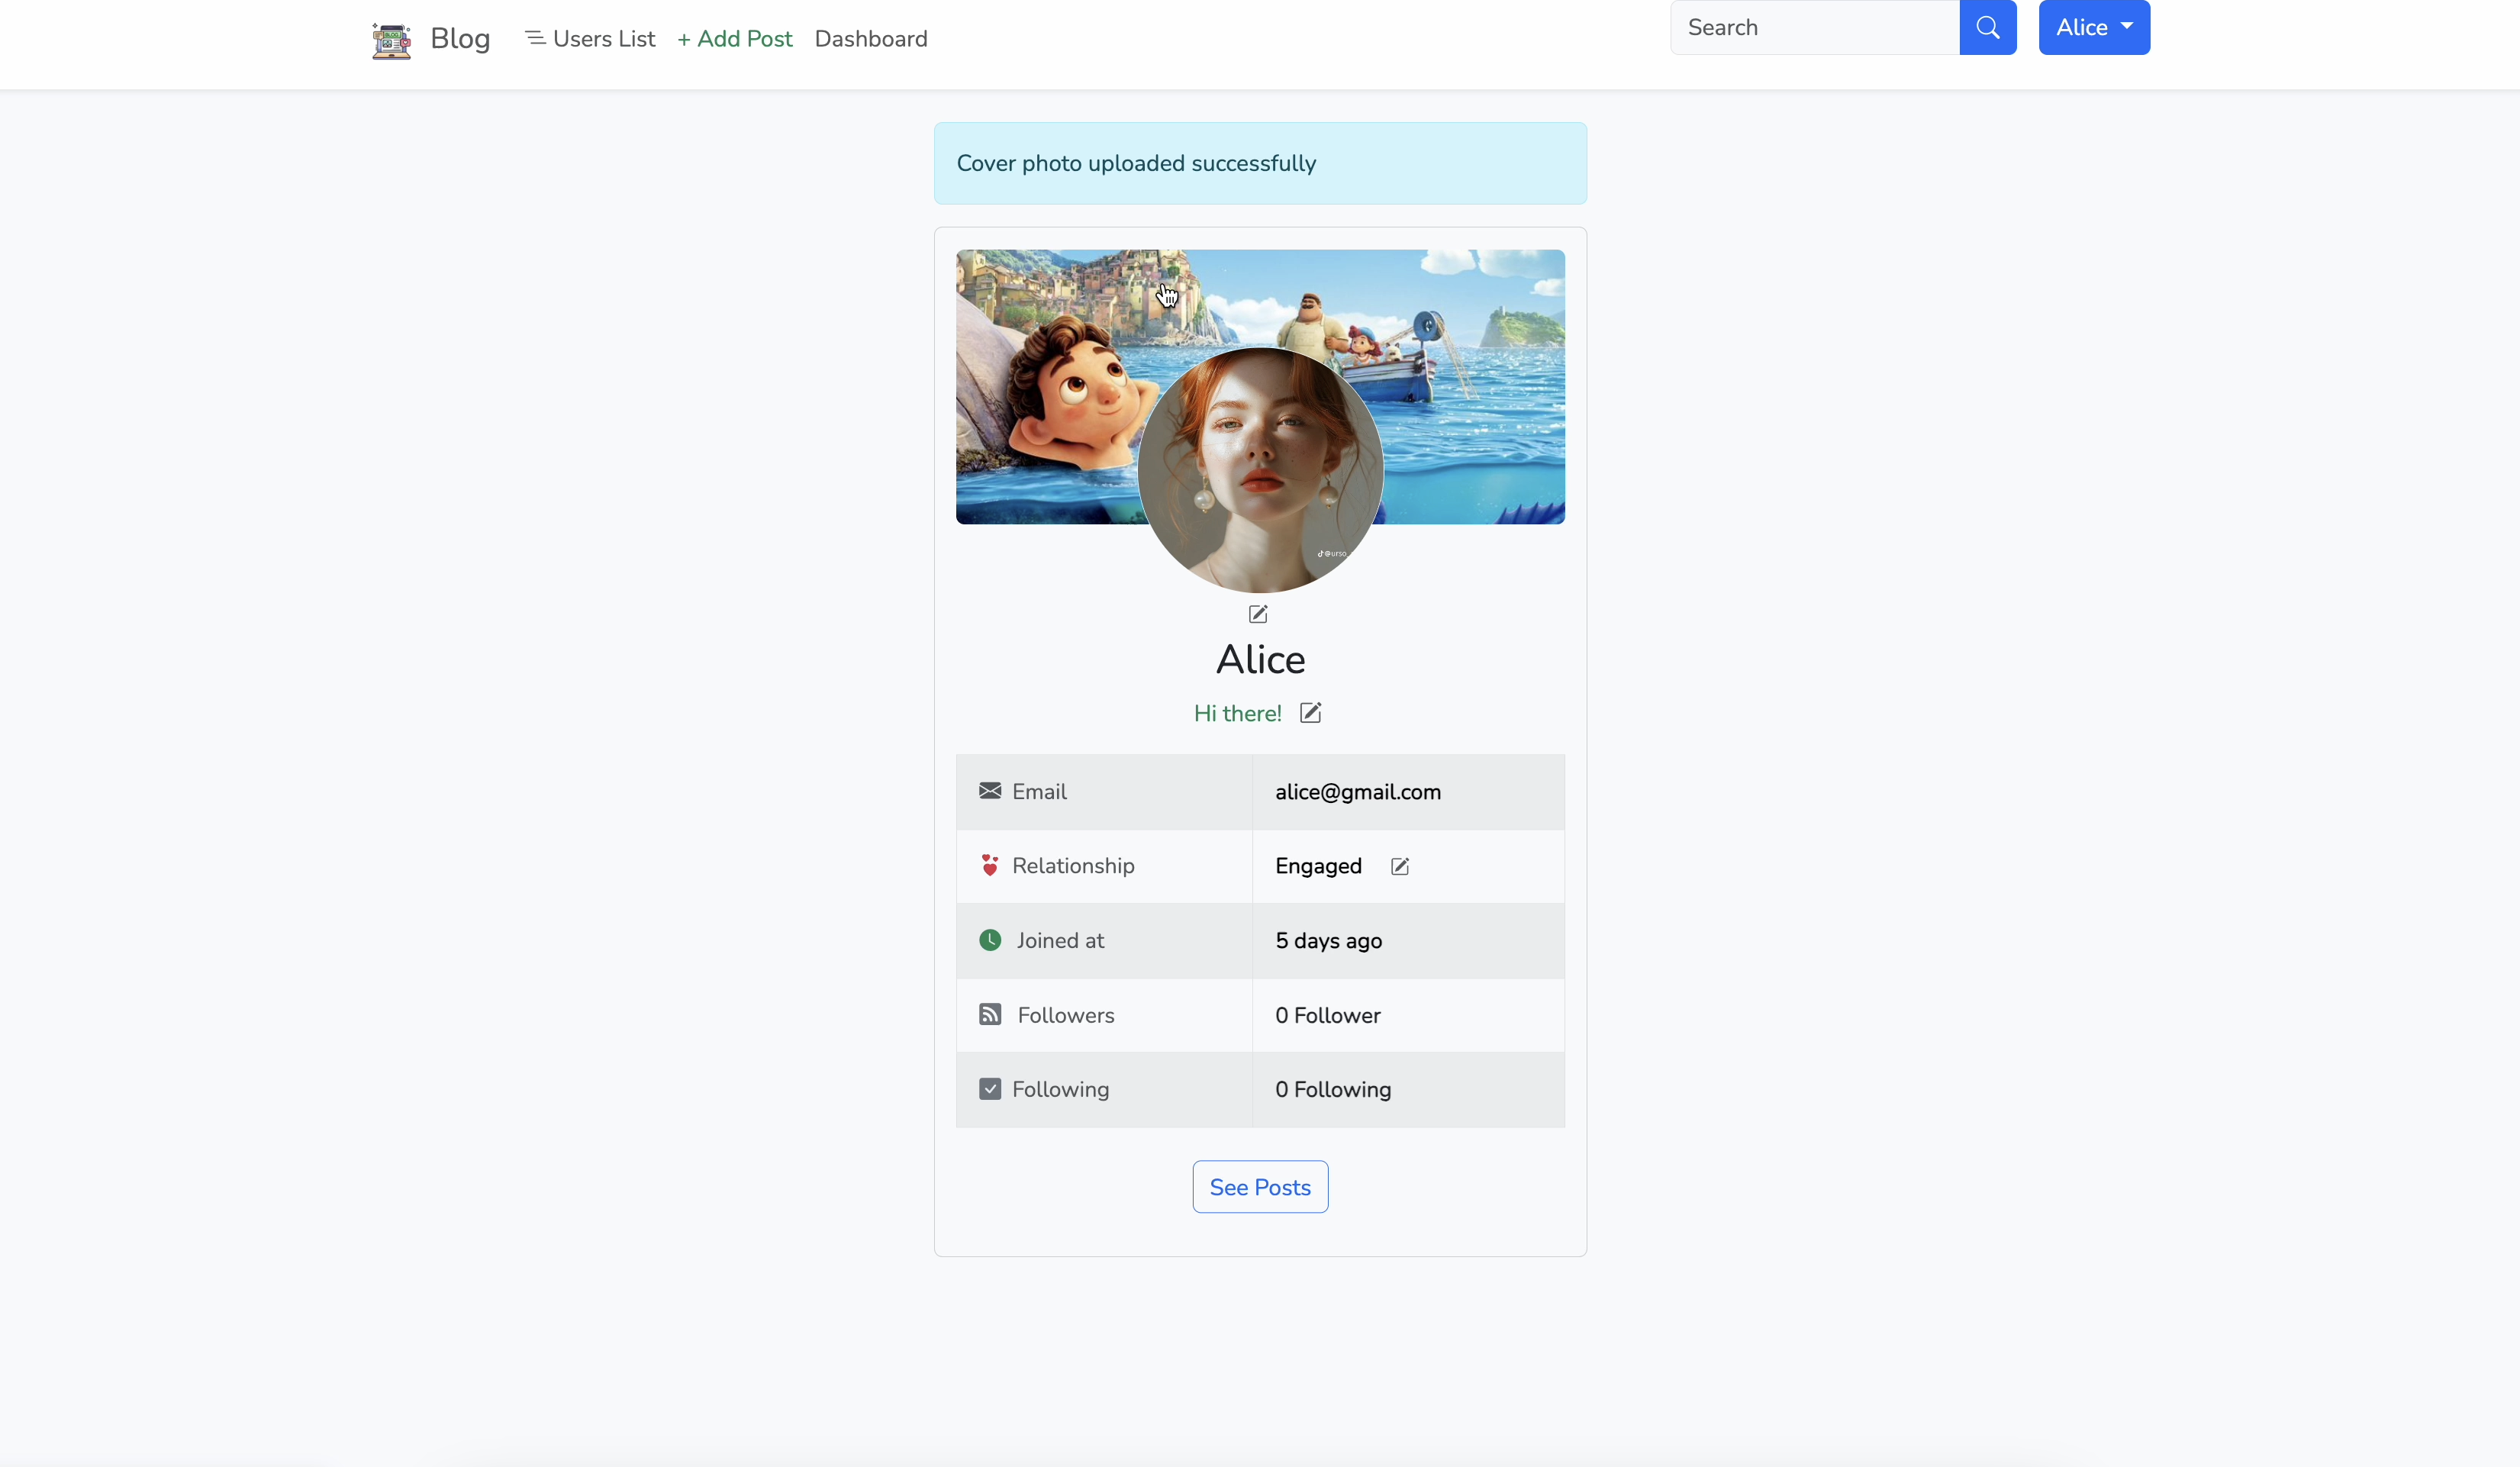 Blog
Users List
+ Add Post
Dashboard
Search
Alice
Cover photo uploaded successfully
@urso
Alice
Hi there!
Email
alice@gmail.com
Relationship
Engaged
Joined at
5 days ago
Followers
0 Follower
Following
0 Following
See Posts